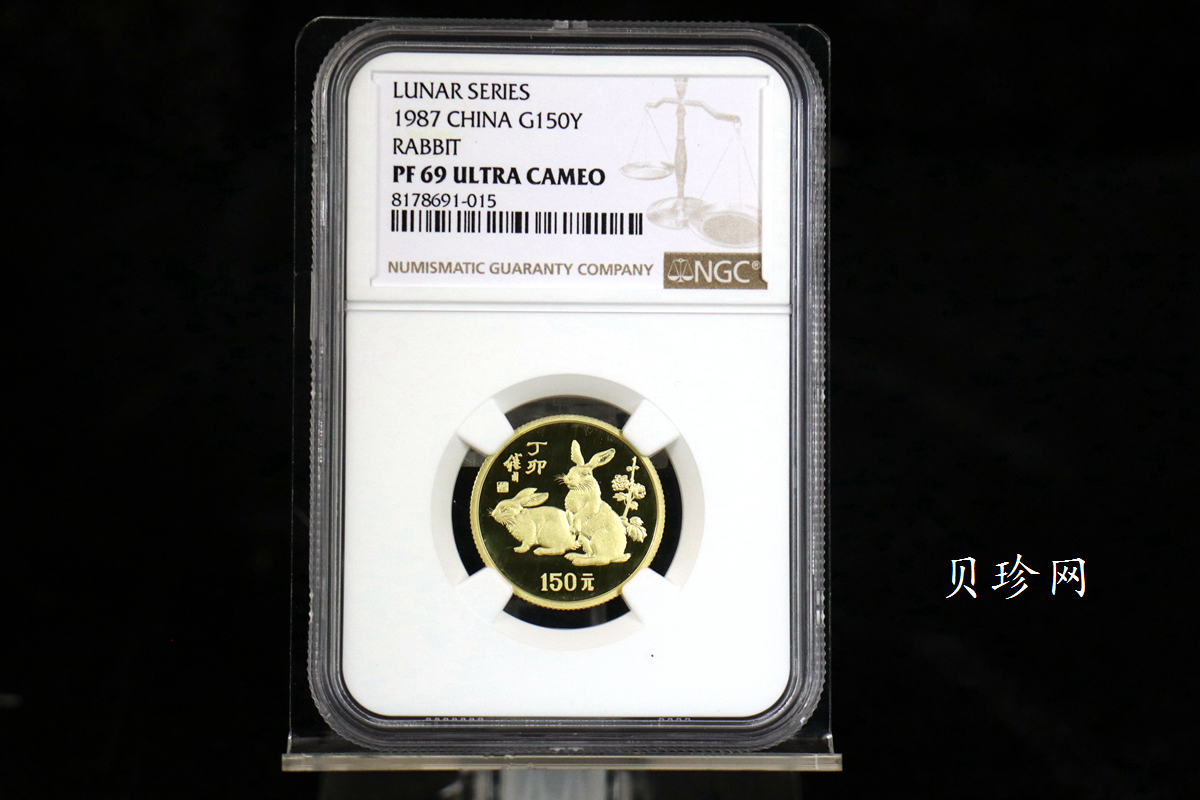 LUNAR SERIES
1987 CHINA G150Y
RABBIT
PF 69 ULTRA CAMEO
8178691-015
NUMISMATIC GUARANTY COMPANY
NGC®
丁卯
150元
贝珍网